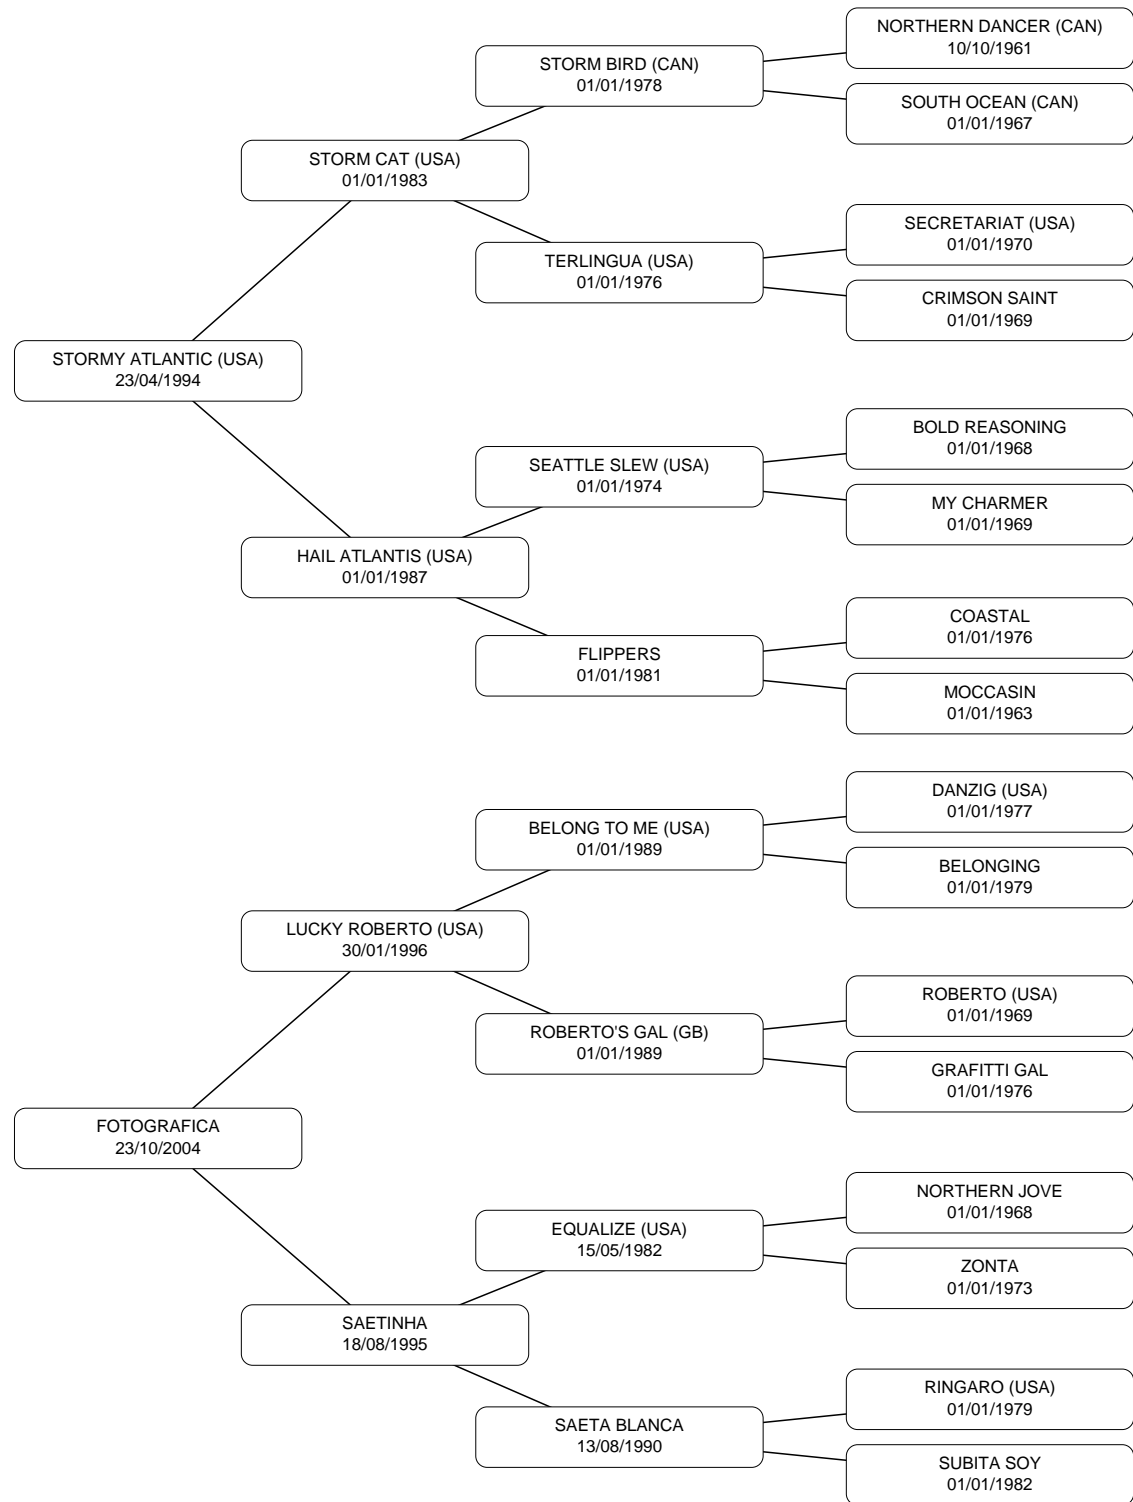 NORTHERN DANCER (CAN)
10/10/1961
STORM BIRD (CAN)
01/01/1978
SOUTH OCEAN (CAN)
01/01/1967
STORM CAT (USA)
01/01/1983
SECRETARIAT (USA)
01/01/1970
TERLINGUA (USA)
01/01/1976
CRIMSON SAINT
01/01/1969
STORMY ATLANTIC (USA)
23/04/1994
BOLD REASONING
01/01/1968
SEATTLE SLEW (USA)
01/01/1974
MY CHARMER
01/01/1969
HAIL ATLANTIS (USA)
01/01/1987
COASTAL
01/01/1976
FLIPPERS
01/01/1981
MOCCASIN
01/01/1963
DANZIG (USA)
01/01/1977
BELONG TO ME (USA)
01/01/1989
BELONGING
01/01/1979
LUCKY ROBERTO (USA)
30/01/1996
ROBERTO (USA)
01/01/1969
ROBERTO'S GAL (GB)
01/01/1989
GRAFITTI GAL
01/01/1976
FOTOGRAFICA
23/10/2004
NORTHERN JOVE
01/01/1968
EQUALIZE (USA)
15/05/1982
ZONTA
01/01/1973
SAETINHA
18/08/1995
RINGARO (USA)
01/01/1979
SAETA BLANCA
13/08/1990
SUBITA SOY
01/01/1982